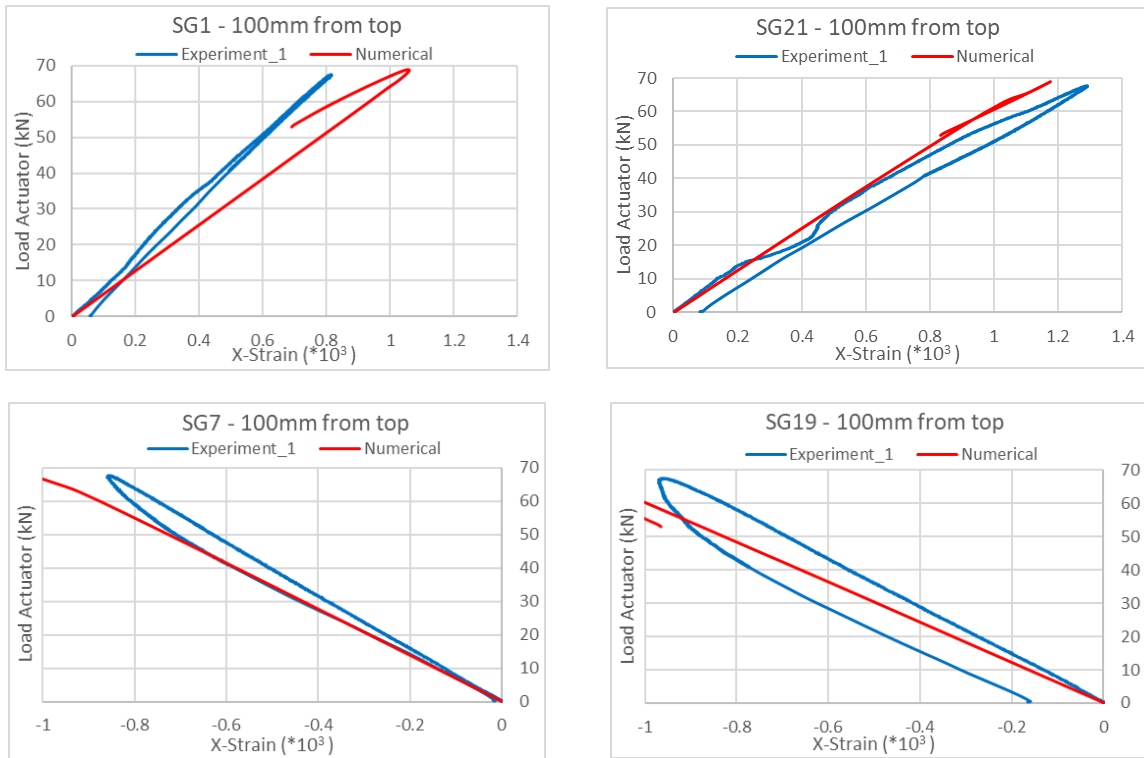 SG1 - 100mm from top
Experiment_1 Numerical
Load Actuator (kN)
70
60
50
40
30
20
10
0
0 0.2 0.4 0.6 0.8 1 1.2 1.4
X-Strain (*10³)
SG21 - 100mm from top
Experiment_1 Numerical
Load Actuator (kN)
70
60
50
40
30
20
10
0
0 0.2 0.4 0.6 0.8 1 1.2 1.4
X-Strain (*10³)
SG7 - 100mm from top
Experiment_1 Numerical
Load Actuator (kN)
70
60
50
40
30
20
10
0
-1 -0.8 -0.6 -0.4 -0.2 0
X-Strain (*10³)
SG19 - 100mm from top
Experiment_1 Numerical
Load Actuator (kN)
70
60
50
40
30
20
10
0
-1 -0.8 -0.6 -0.4 -0.2 0
X-Strain (*10³)